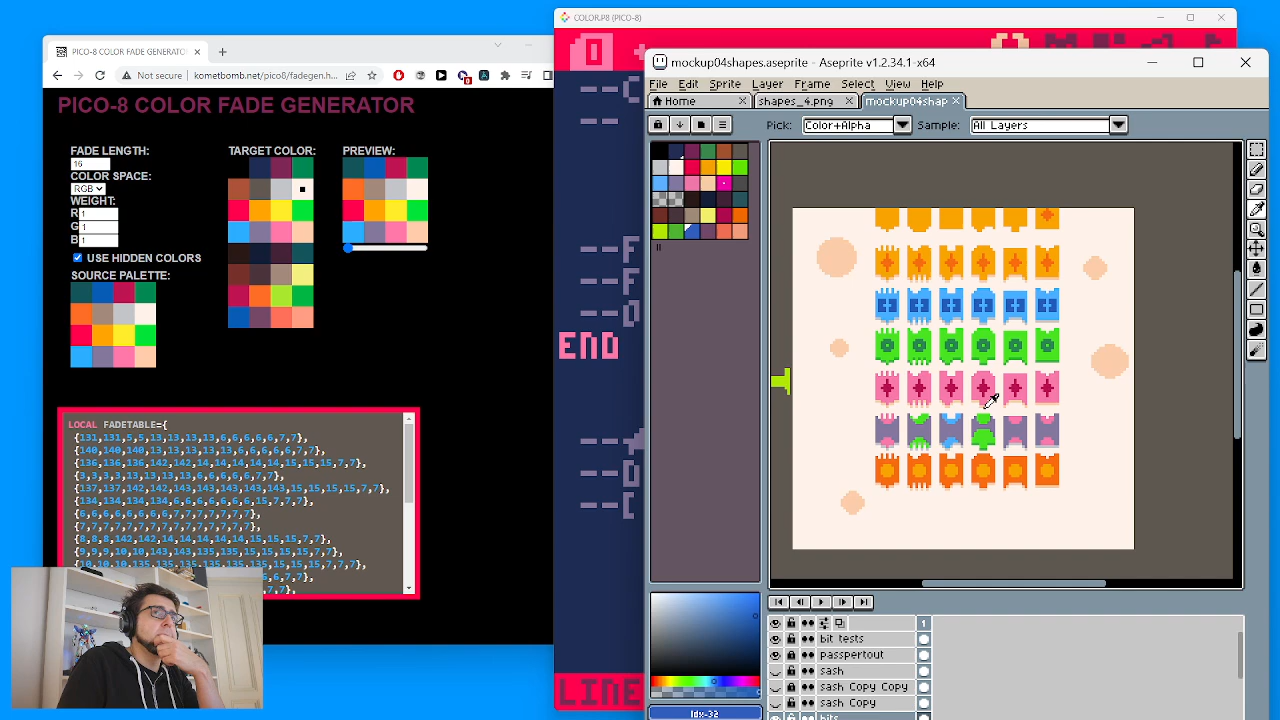 COLOR.P8 (PICO-8)
PICO-8 COLOR FADE GENERATOR
Not secure
kometbomb.net/pico8/fadegen.h...
PICO-8 COLOR FADE GENERATOR
FADE LENGTH:
16
COLOR SPACE:
RGB
WEIGHT:
R 1
G 1
B 1
USE HIDDEN COLORS
SOURCE PALETTE:
TARGET COLOR:
PREVIEW:
LOCAL FADETABLE={
{131,131,5,5,13,13,13,13,6,6,6,6,6,7,7},
{140,140,140,13,13,13,13,13,6,6,6,6,6,7,7},
{136,136,136,142,142,14,14,14,14,14,15,15,15,7,7},
{3,3,3,3,13,13,13,13,6,6,6,6,6,7,7},
{137,137,142,142,143,143,143,143,143,15,15,15,15,7,7},
{134,134,134,134,6,6,6,6,6,6,15,7,7,7},
{6,6,6,6,6,6,6,7,7,7,7,7,7,7},
{7,7,7,7,7,7,7,7,7,7,7,7,7,7},
{8,8,8,142,142,14,14,14,14,14,15,15,15,7,7},
{9,9,9,10,10,143,143,135,135,15,15,15,15,7,7},
END
LINE
mockup04shapes.aseprite - Aseprite v1.2.34.1-x64
File Edit Sprite Layer Frame Select View Help
Home
shapes_4.png
mockup04shap
Pick: Color+Alpha
Sample: All Layers
1
bit tests
passpertout
sash
sash Copy Copy
sash Copy
bits
Idx-32